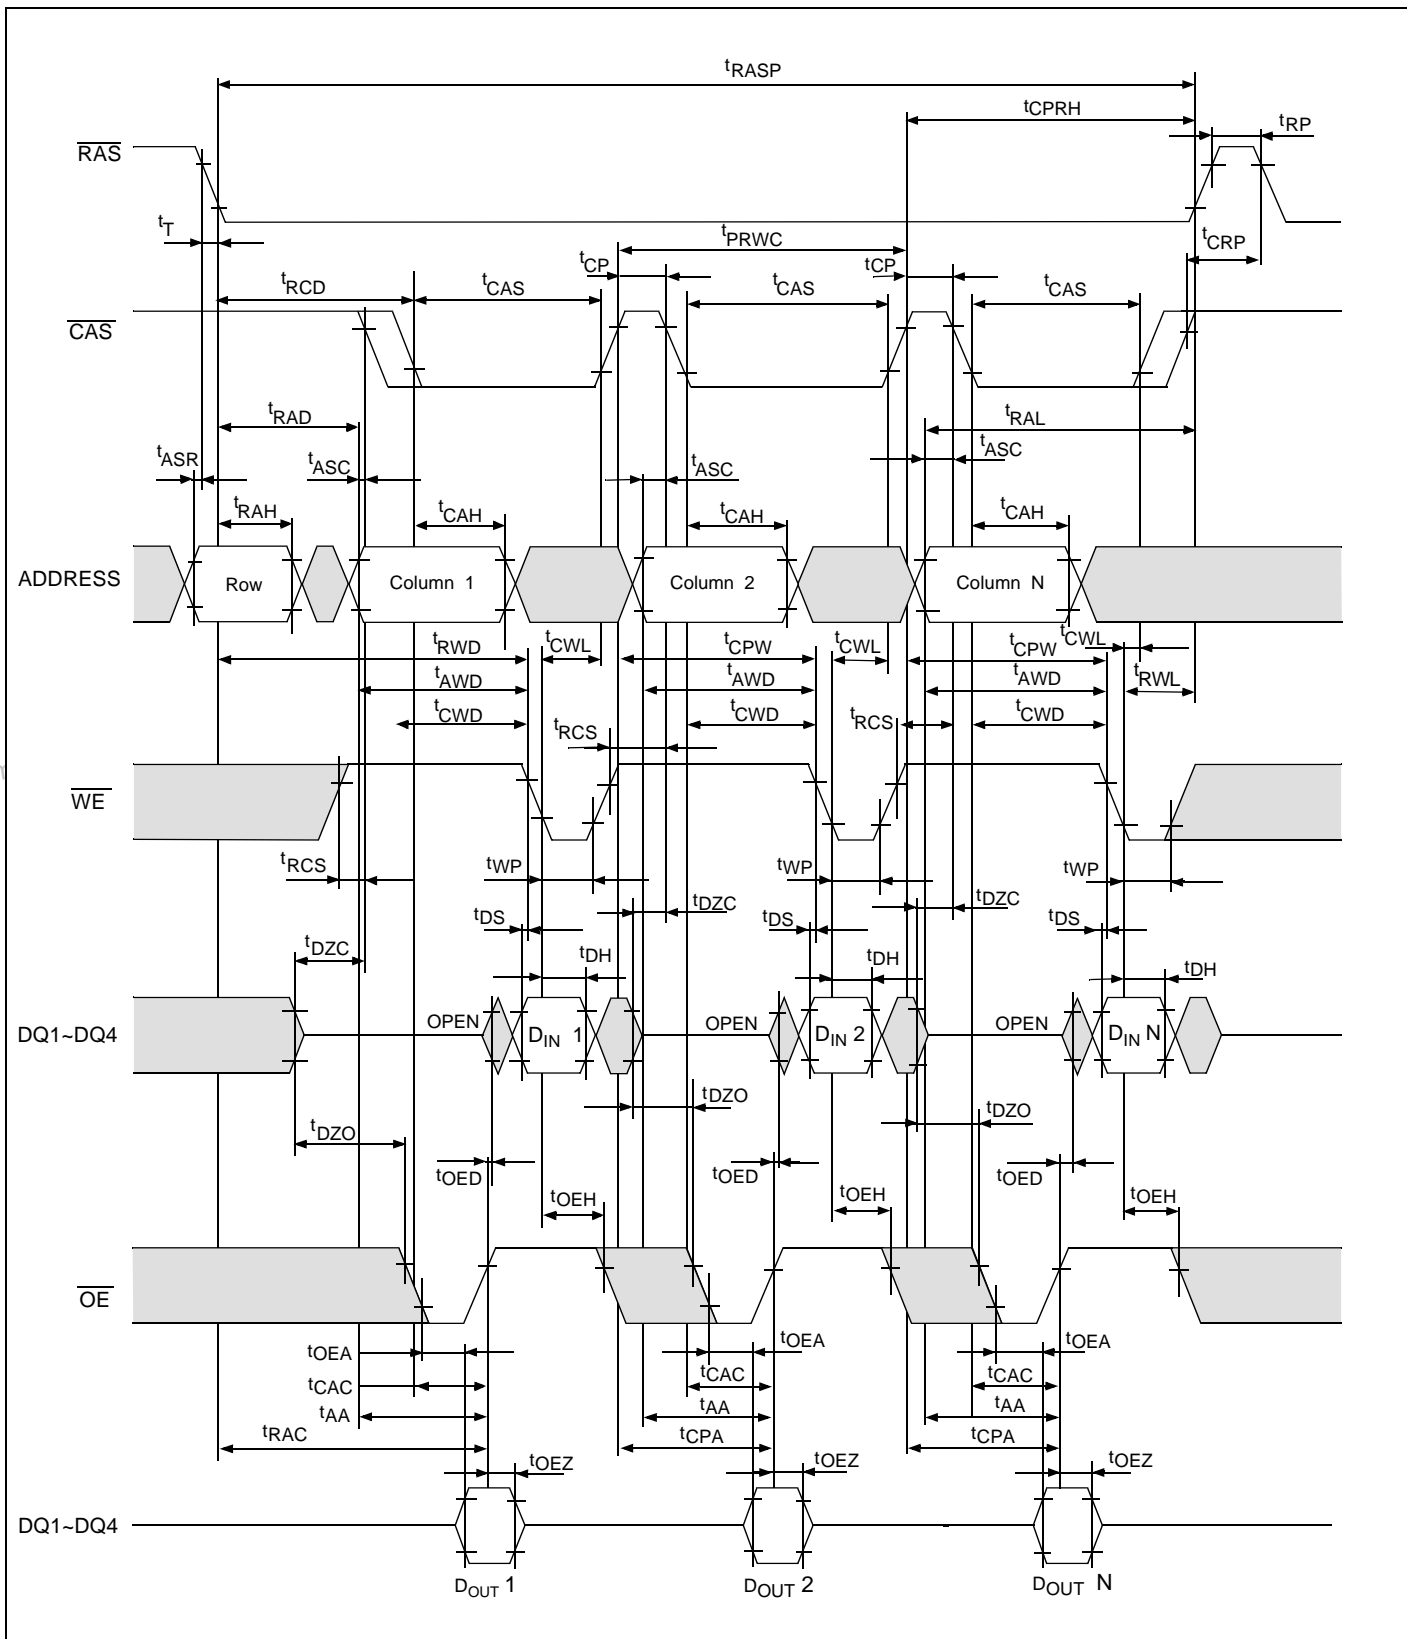 tRASP
tCPRH
tRP
RAS
tT
tPRWC
tCRP
tCP
tCP
tRCD
tCAS
tCAS
tCAS
CAS
tRAD
tRAL
tASR
tASC
tASC
tASC
tRAH
tCAH
tCAH
tCAH
ADDRESS
Row
Column 1
Column 2
Column N
tRWD
tCWL
tCPW
tCWL
tCPW
tCWL
tAWD
tAWD
tAWD
tRWL
tCWD
tRCS
tCWD
tRCS
tCWD
WE
tRCS
tWP
tWP
tWP
tDZC
tDZC
tDS
tDS
tDS
tDZC
tDH
tDH
tDH
DQ1~DQ4
OPEN
DIN 1
OPEN
DIN 2
OPEN
DIN N
tDZO
tDZO
tDZO
tOED
tOED
tOED
tOEH
tOEH
tOEH
OE
tOEA
tOEA
tOEA
tCAC
tCAC
tCAC
tAA
tAA
tAA
tRAC
tCPA
tCPA
tOEZ
tOEZ
tOEZ
DQ1~DQ4
DOUT 1
DOUT 2
DOUT N